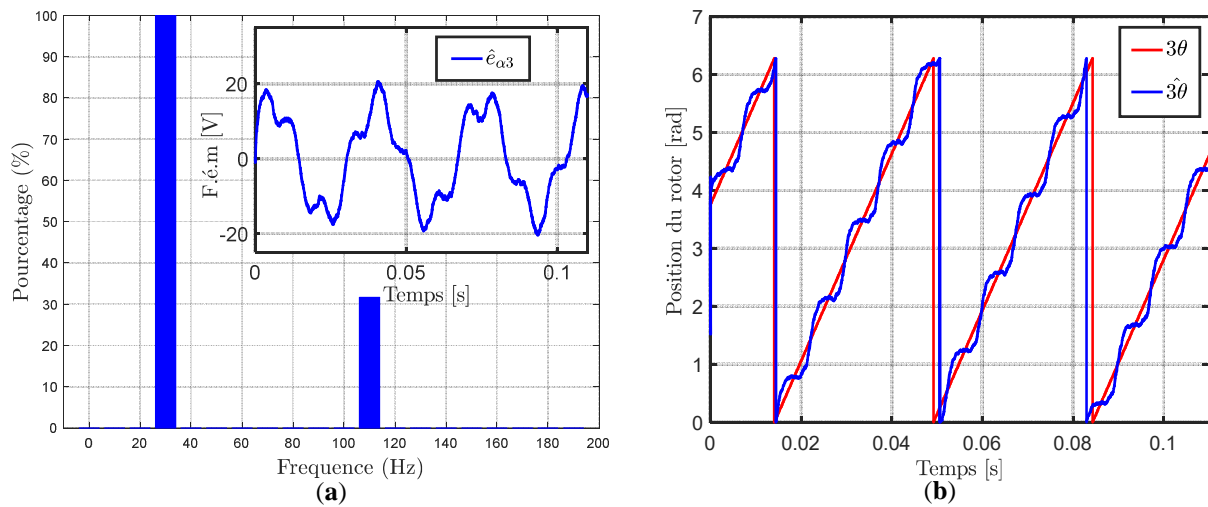 100
90
80
70
60
50
40
30
20
10
0
Pourcentage (%)
0 20 40 60 80 100 120 140 160 180 200
Frequence (Hz)
(a)
êα3
20
0
-20
F.é.m [V]
0 0.05 0.1
Temps [s]
7
6
5
4
3
2
1
0
Position du rotor [rad]
3θ
3θ̂
0 0.02 0.04 0.06 0.08 0.1
Temps [s]
(b)